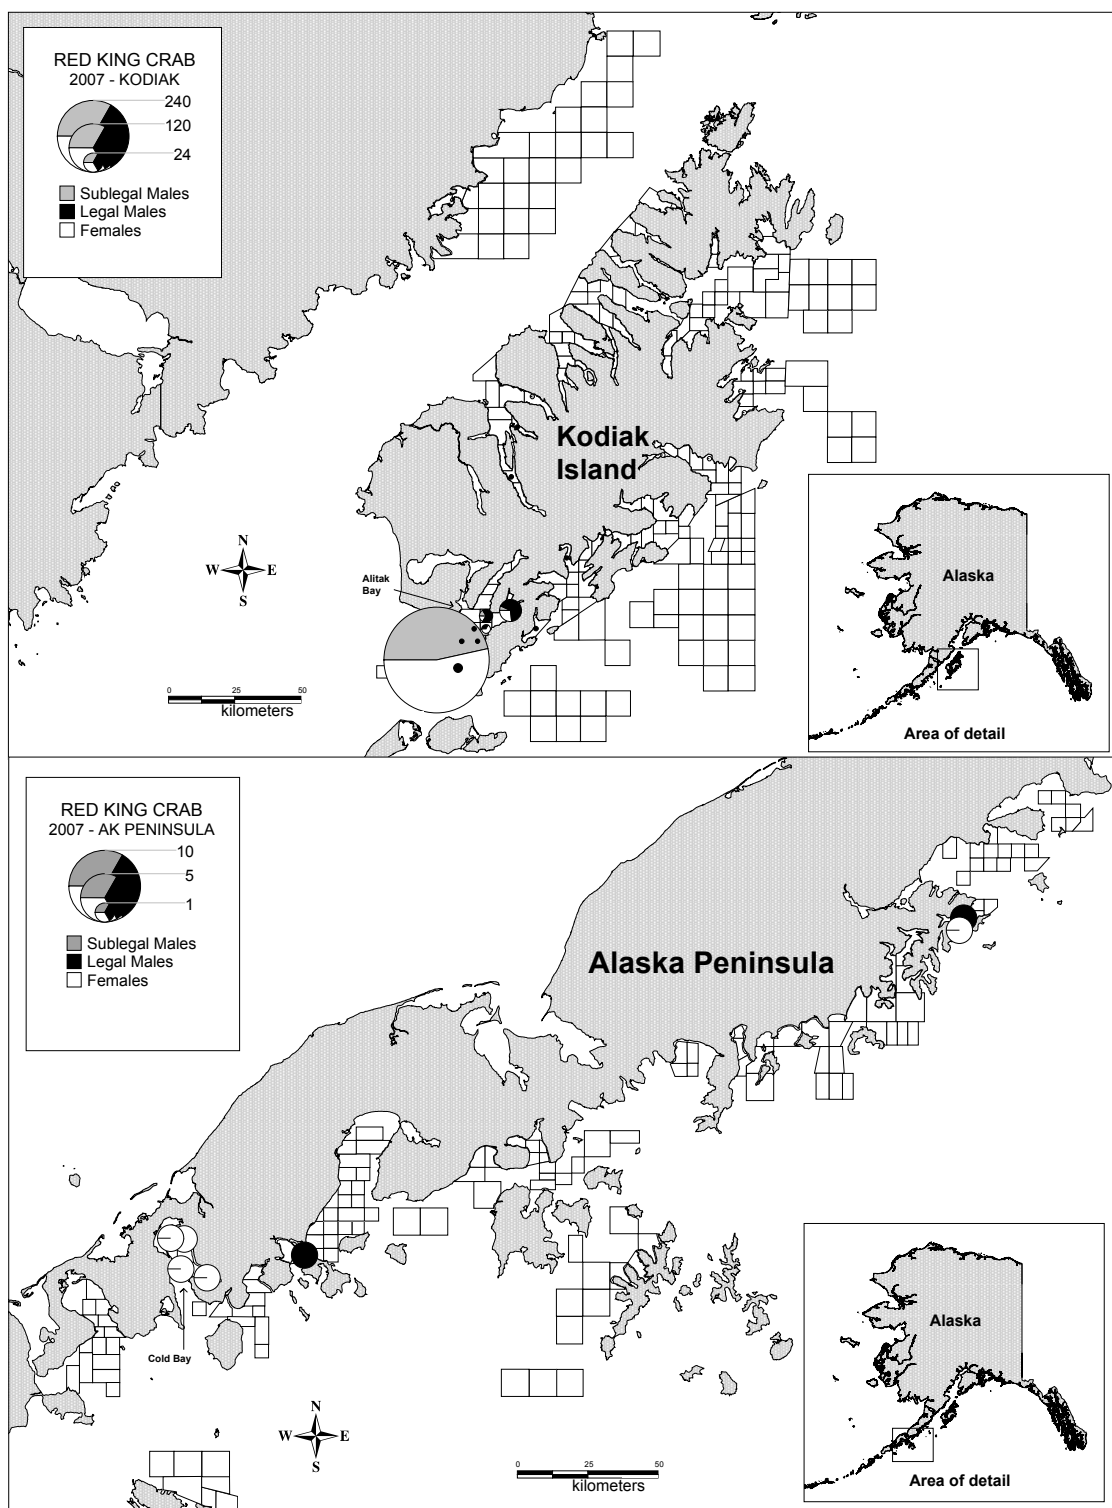 RED KING CRAB
2007 - KODIAK
240
120
24
Sublegal Males
Legal Males
Females
Kodiak
Island
N
W E
S
Alitak
Bay
0 25 50
kilometers
Alaska
Area of detail
RED KING CRAB
2007 - AK PENINSULA
10
5
1
Sublegal Males
Legal Males
Females
Alaska Peninsula
Cold Bay
N
W E
S
0 25 50
kilometers
Alaska
Area of detail